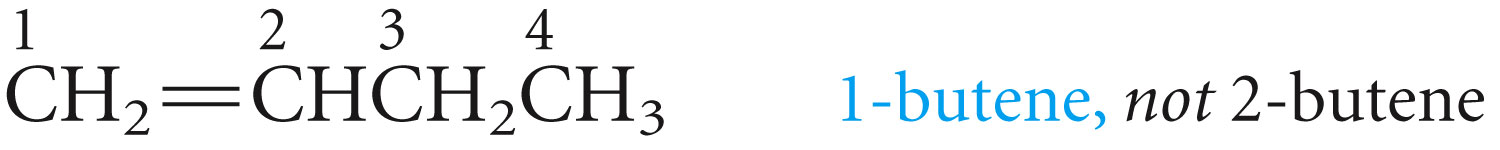 1 2 3 4
CH₂=CHCH₂CH₃ 1-butene, not 2-butene